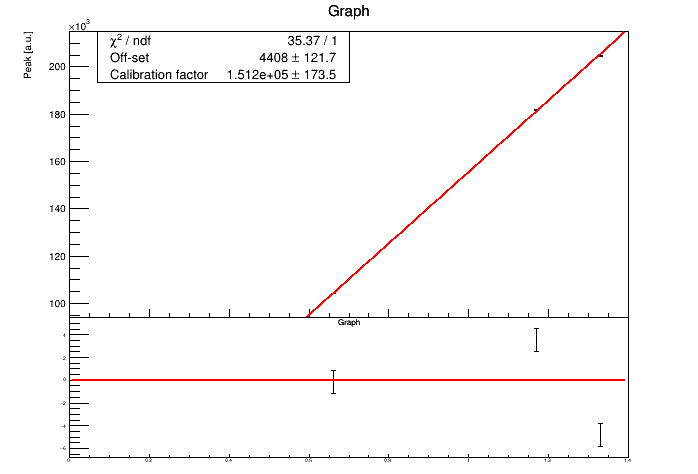 Graph
×10³
Peak [a.u.]
χ² / ndf 35.37 / 1
Off-set 4408 ± 121.7
Calibration factor 1.512e+05 ± 173.5
200
180
160
140
120
100
Graph
4
2
0
−2
−4
−6
0 0.2 0.4 0.6 0.8 1 1.2 1.4